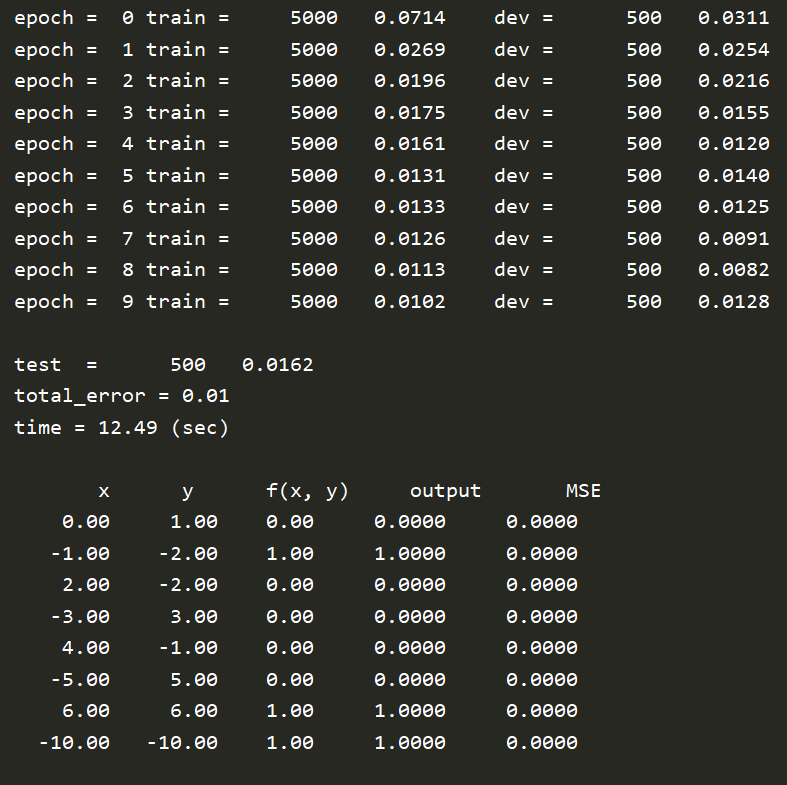 epoch =  0 train =     5000   0.0714    dev =      500   0.0311
epoch =  1 train =     5000   0.0269    dev =      500   0.0254
epoch =  2 train =     5000   0.0196    dev =      500   0.0216
epoch =  3 train =     5000   0.0175    dev =      500   0.0155
epoch =  4 train =     5000   0.0161    dev =      500   0.0120
epoch =  5 train =     5000   0.0131    dev =      500   0.0140
epoch =  6 train =     5000   0.0133    dev =      500   0.0125
epoch =  7 train =     5000   0.0126    dev =      500   0.0091
epoch =  8 train =     5000   0.0113    dev =      500   0.0082
epoch =  9 train =     5000   0.0102    dev =      500   0.0128
test  =      500   0.0162
total_error = 0.01
time = 12.49 (sec)
       x      y      f(x, y)     output       MSE
    0.00     1.00    0.00     0.0000     0.0000
   -1.00    -2.00    1.00     1.0000     0.0000
    2.00    -2.00    0.00     0.0000     0.0000
   -3.00     3.00    0.00     0.0000     0.0000
    4.00    -1.00    0.00     0.0000     0.0000
   -5.00     5.00    0.00     0.0000     0.0000
    6.00     6.00    1.00     1.0000     0.0000
  -10.00   -10.00    1.00     1.0000     0.0000